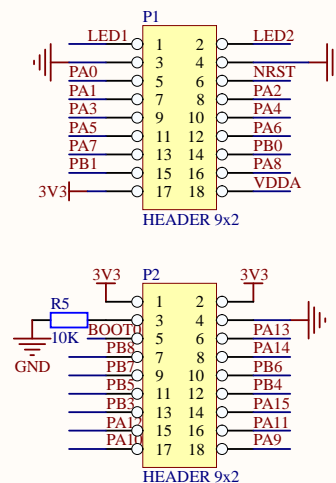 P1
LED1 1 2 LED2
3 4
PA0 5 6 NRST
PA1 7 8 PA2
PA3 9 10 PA4
PA5 11 12 PA6
PA7 13 14 PB0
PB1 15 16 PA8
3V3 17 18 VDDA
HEADER 9x2
3V3 P2 3V3
1 2
R5 10K 3 4
GND BOOT0 5 6 PA13
PB8 7 8 PA14
PB7 9 10 PB6
PB5 11 12 PB4
PB3 13 14 PA15
PA12 15 16 PA11
PA10 17 18 PA9
HEADER 9x2